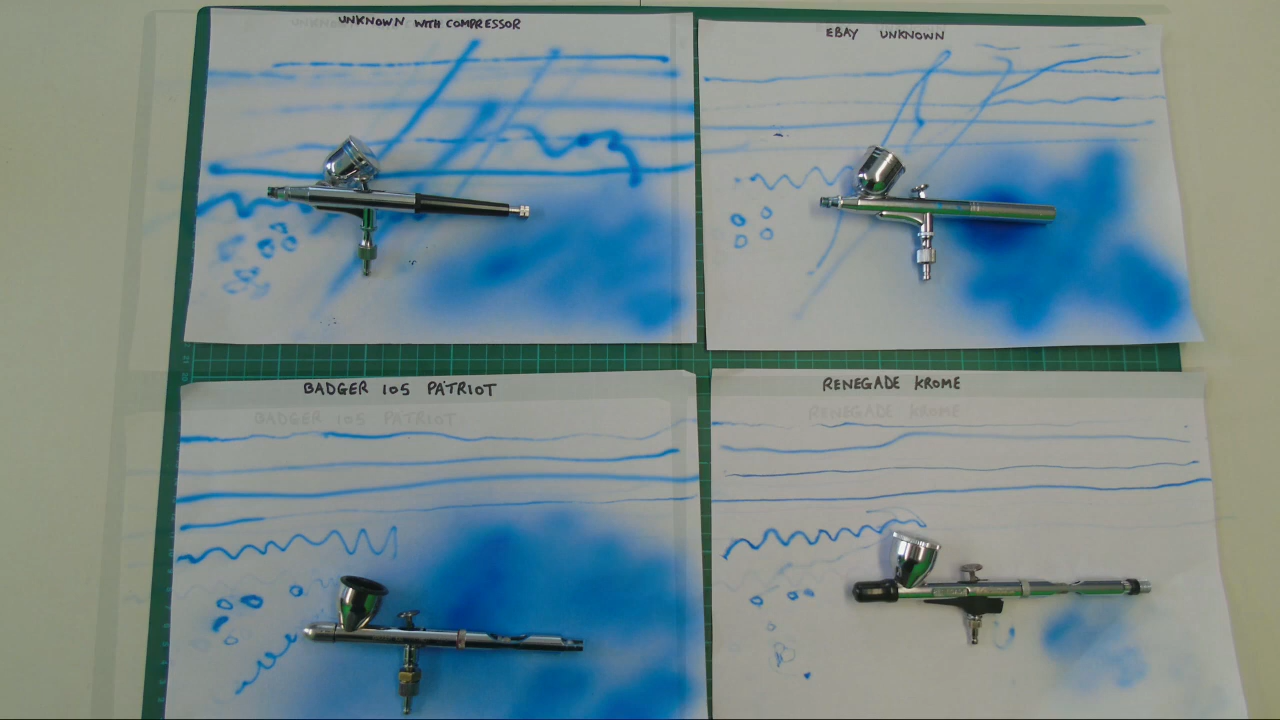 UNKNOWN WITH COMPRESSOR
EBAY UNKNOWN
BADGER 105 PATRIOT
BADGER 105 PATRIOT
RENEGADE KROME
RENEGADE KROME